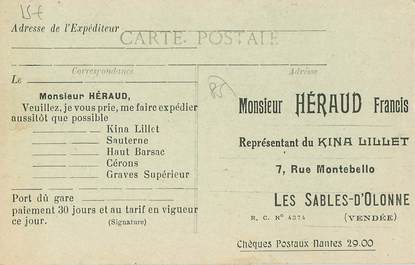 15 €
Adresse de l'Expéditeur
CARTE POSTALE
Correspondance
Adresse
Le
85
Monsieur HÉRAUD,
Veuillez, je vous prie, me faire expédier
aussitôt que possible
Kina Lillet
Sauterne
Haut Barsac
Cérons
Graves Supérieur
Port dû gare
paiement 30 jours et au tarif en vigueur
ce jour.
(Signature)
Monsieur HÉRAUD Francis
Représentant du KINA LILLET
7, Rue Montebello
LES SABLES-D'OLONNE
R. C. N° 4274 (VENDÉE)
Chèques Postaux Nantes 29.00